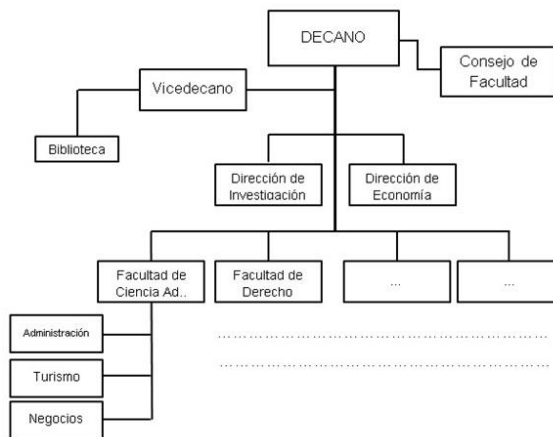 DECANO
Consejo de
Facultad
Vicedecano
Biblioteca
Dirección de
Investigación
Dirección de
Economía
Facultad de
Ciencia Ad..
Facultad de
Derecho
...
...
Administración
Turismo
Negocios